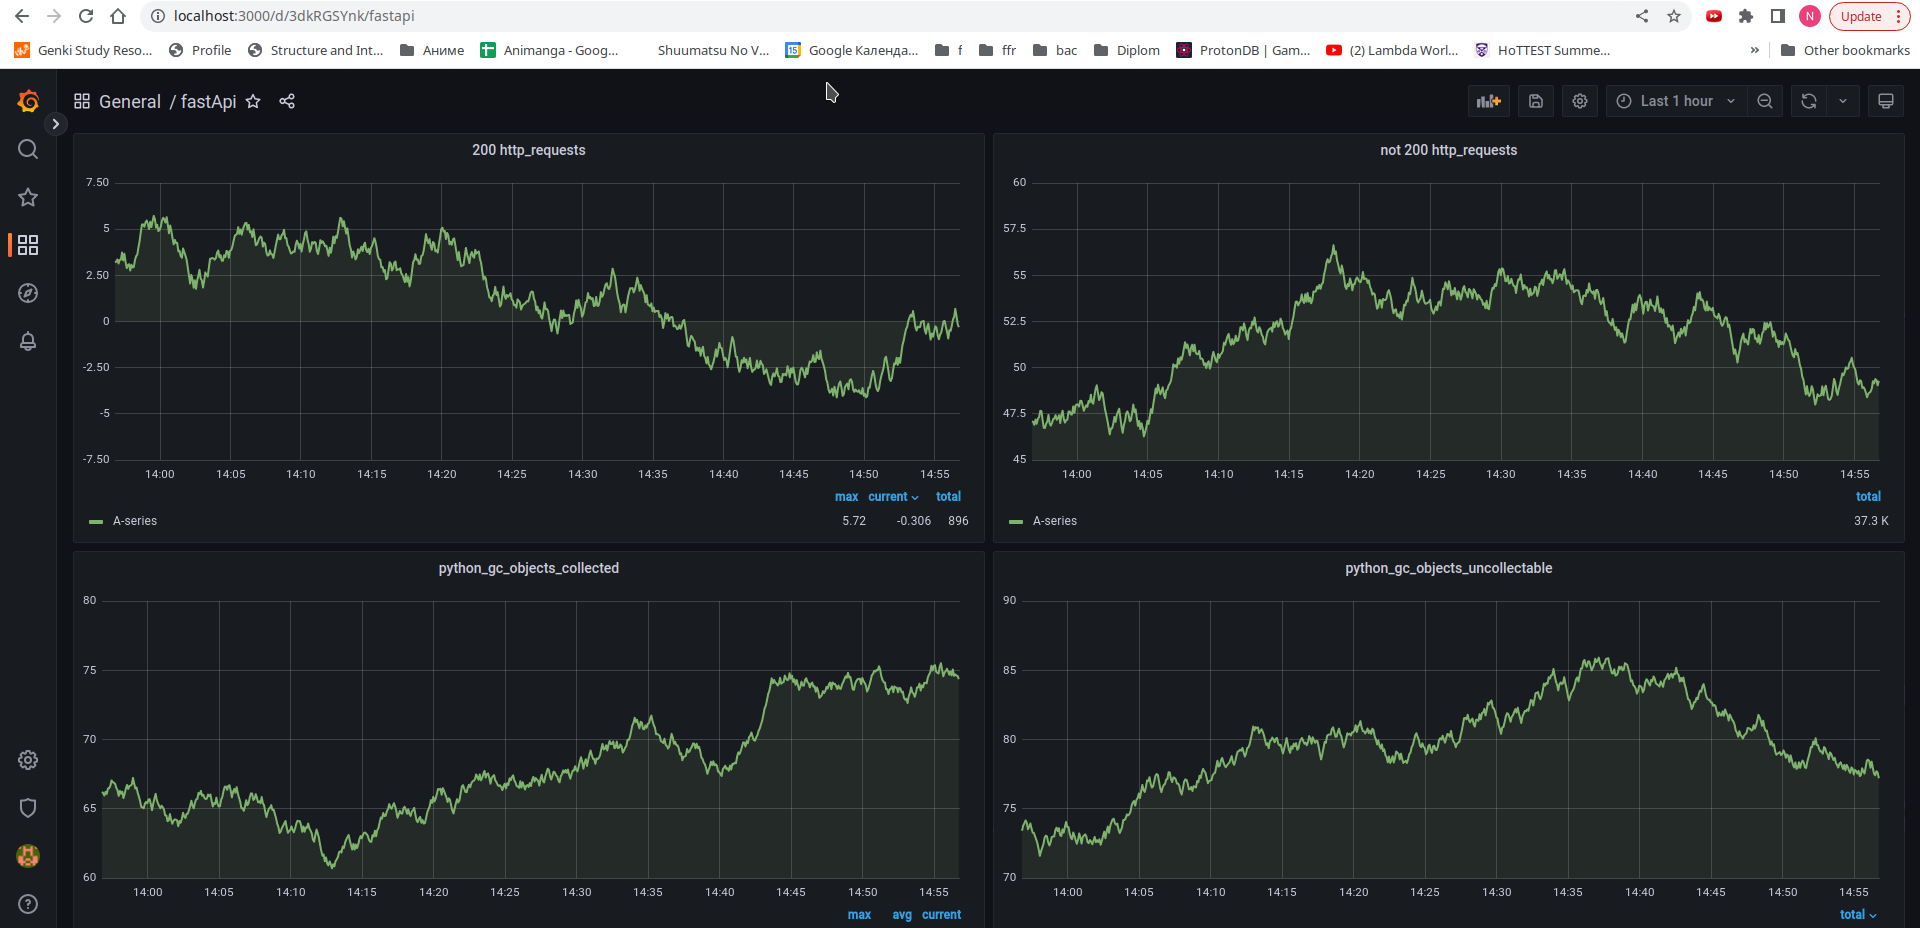 localhost:3000/d/3dkRGSYnk/fastapi
N
Update
Genki Study Reso...
Profile
Structure and Int...
Аниме
Animanga - Goog...
Shuumatsu No V...
15
Google Календа...
f
ffr
bac
Diplom
ProtonDB | Gam...
(2) Lambda Worl...
HoTTEST Summe...
»
Other bookmarks
General / fastApi
Last 1 hour
200 http_requests
7.50
5
2.50
0
-2.50
-5
-7.50
14:00 14:05 14:10 14:15 14:20 14:25 14:30 14:35 14:40 14:45 14:50 14:55
max current total
A-series 5.72 -0.306 896
not 200 http_requests
60
57.5
55
52.5
50
47.5
45
14:00 14:05 14:10 14:15 14:20 14:25 14:30 14:35 14:40 14:45 14:50 14:55
total
A-series 37.3 K
python_gc_objects_collected
80
75
70
65
60
14:00 14:05 14:10 14:15 14:20 14:25 14:30 14:35 14:40 14:45 14:50 14:55
max avg current
python_gc_objects_uncollectable
90
85
80
75
70
14:00 14:05 14:10 14:15 14:20 14:25 14:30 14:35 14:40 14:45 14:50 14:55
total